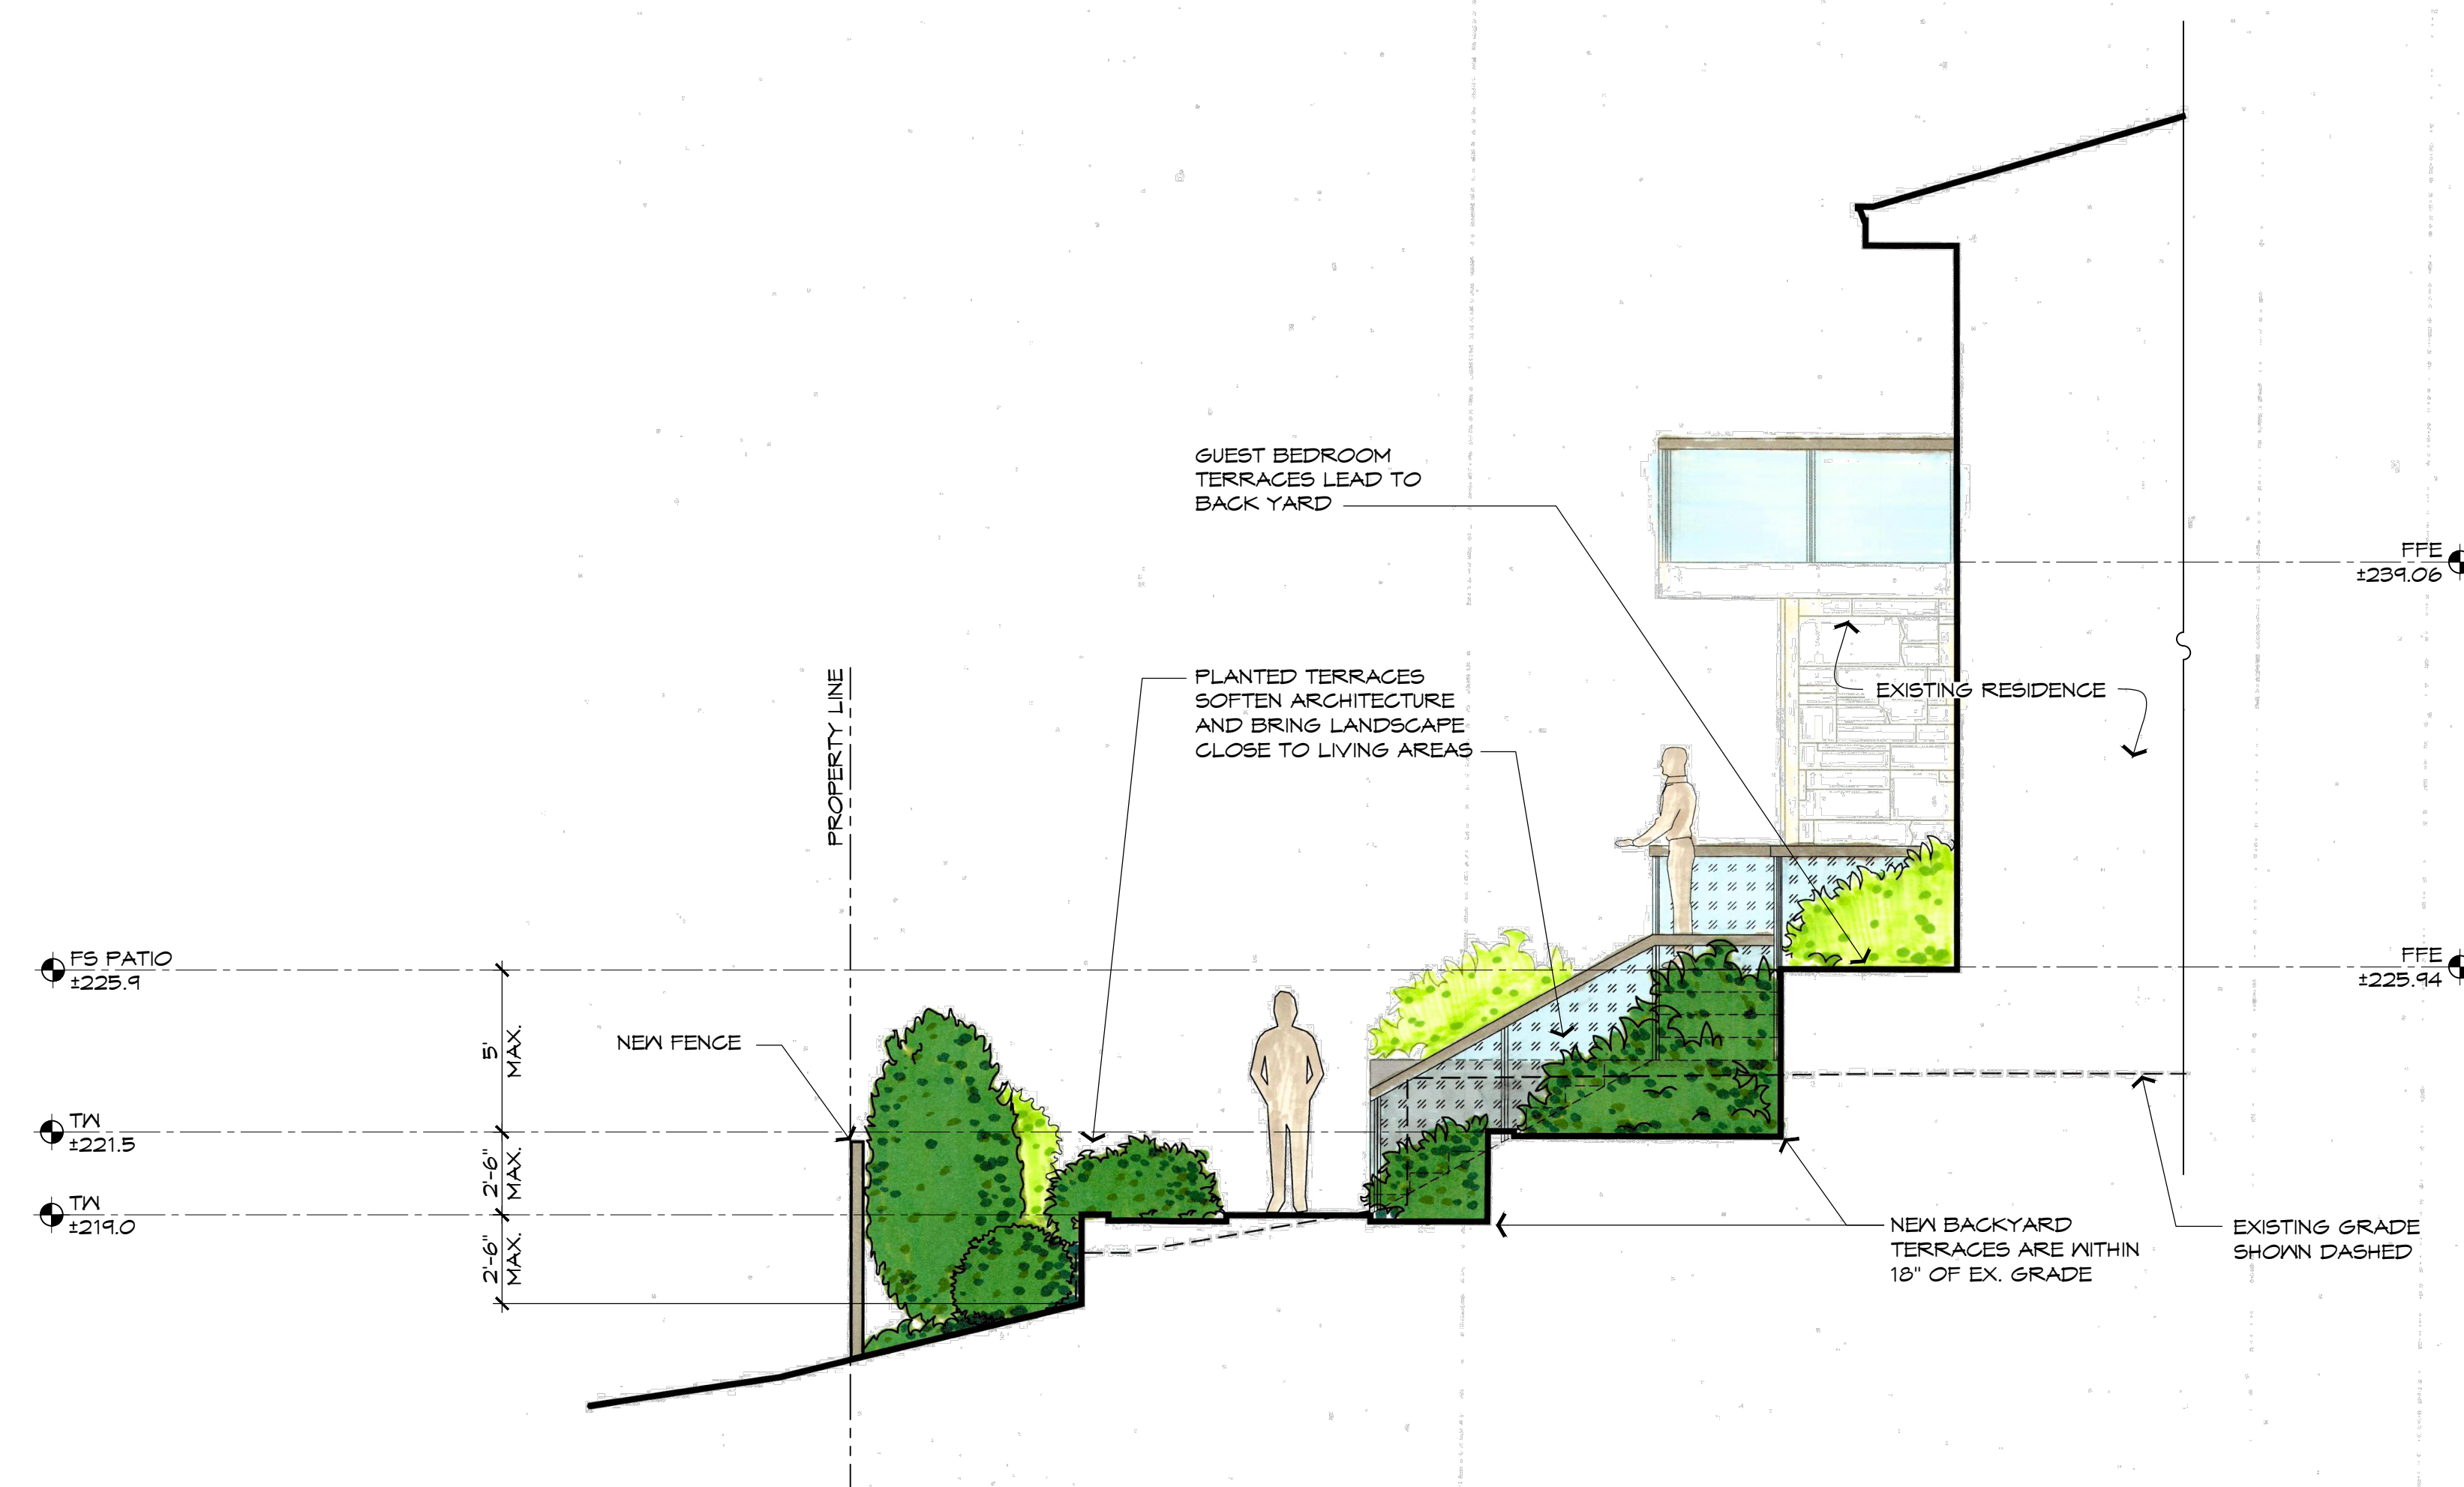 GUEST BEDROOM
TERRACES LEAD TO
BACK YARD
FFE
±239.06
PROPERTY LINE
PLANTED TERRACES
SOFTEN ARCHITECTURE
AND BRING LANDSCAPE
CLOSE TO LIVING AREAS
EXISTING RESIDENCE
FS PATIO
±225.9
FFE
±225.94
5'
MAX.
NEW FENCE
TW
±221.5
2'-6"
MAX.
TW
±219.0
2'-6"
MAX.
NEW BACKYARD
TERRACES ARE WITHIN
18" OF EX. GRADE
EXISTING GRADE
SHOWN DASHED